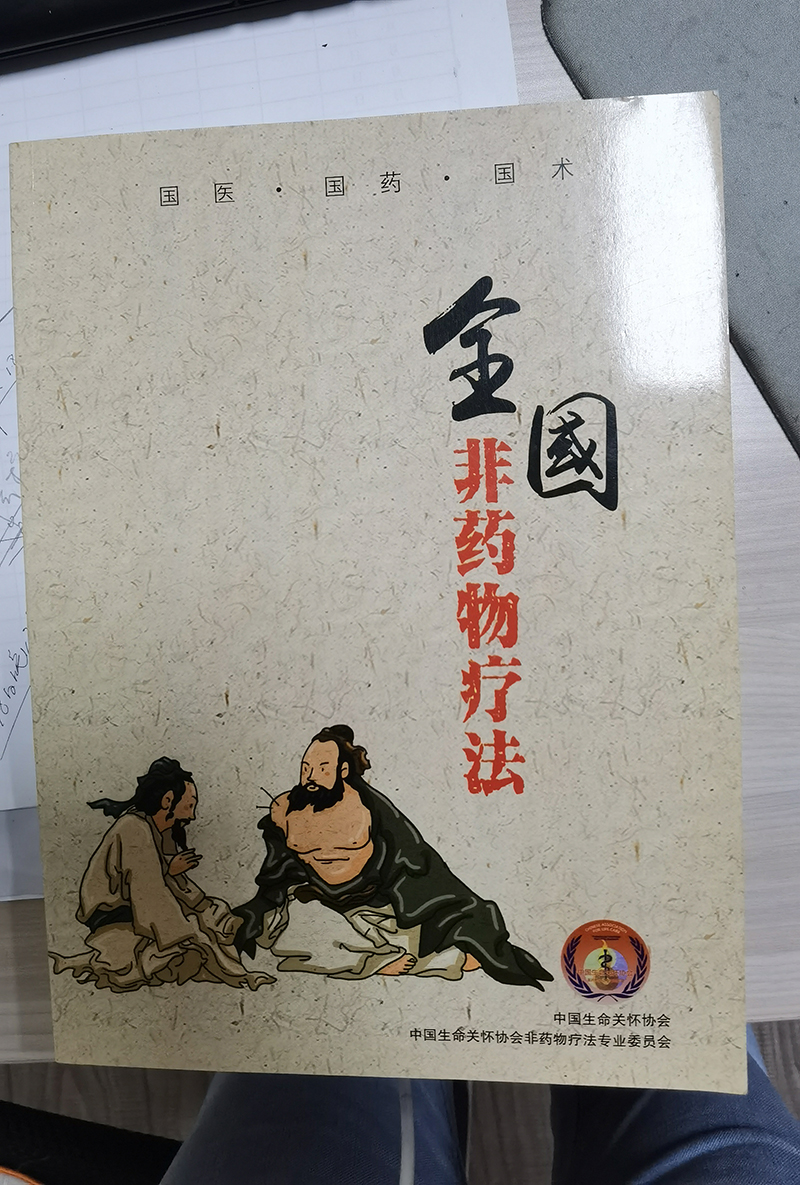 国医·国药·国术
全國
非药物疗法
中国生命关怀协会
中国生命关怀协会非药物疗法专业委员会